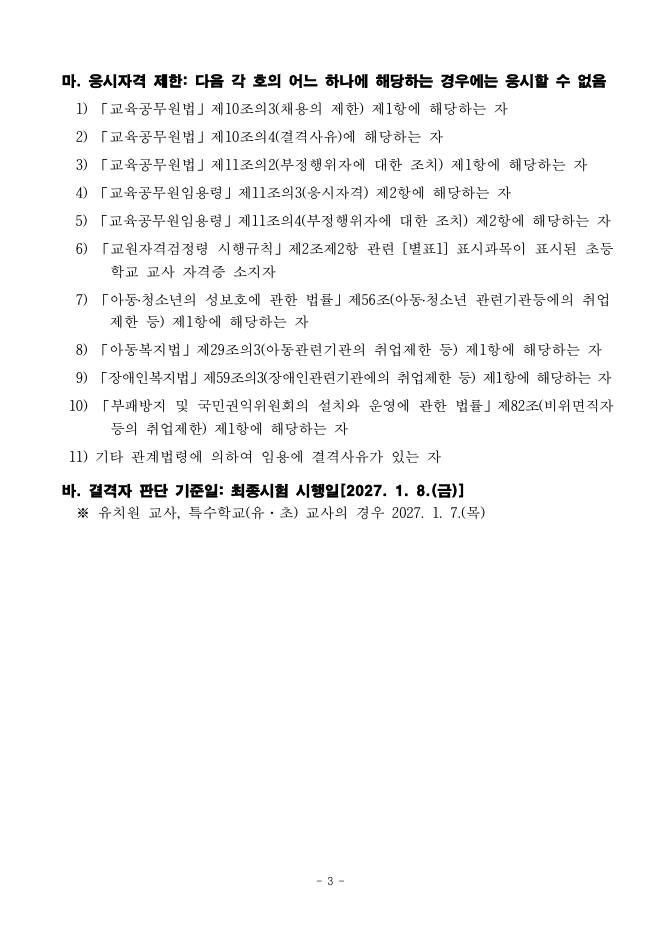 마. 응시자격 제한: 다음 각 호의 어느 하나에 해당하는 경우에는 응시할 수 없음
1) 「교육공무원법」제10조의3(채용의 제한) 제1항에 해당하는 자
2) 「교육공무원법」제10조의4(결격사유)에 해당하는 자
3) 「교육공무원법」제11조의2(부정행위자에 대한 조치) 제1항에 해당하는 자
4) 「교육공무원임용령」제11조의3(응시자격) 제2항에 해당하는 자
5) 「교육공무원임용령」제11조의4(부정행위자에 대한 조치) 제2항에 해당하는 자
6) 「교원자격검정령 시행규칙」제2조제2항 관련 [별표1] 표시과목이 표시된 초등
학교 교사 자격증 소지자
7) 「아동·청소년의 성보호에 관한 법률」제56조(아동·청소년 관련기관등에의 취업
제한 등) 제1항에 해당하는 자
8) 「아동복지법」제29조의3(아동관련기관의 취업제한 등) 제1항에 해당하는 자
9) 「장애인복지법」제59조의3(장애인관련기관에의 취업제한 등) 제1항에 해당하는 자
10) 「부패방지 및 국민권익위원회의 설치와 운영에 관한 법률」제82조(비위면직자
등의 취업제한) 제1항에 해당하는 자
11) 기타 관계법령에 의하여 임용에 결격사유가 있는 자
바. 결격자 판단 기준일: 최종시험 시행일[2027. 1. 8.(금)]
※ 유치원 교사, 특수학교(유·초) 교사의 경우 2027. 1. 7.(목)
- 3 -